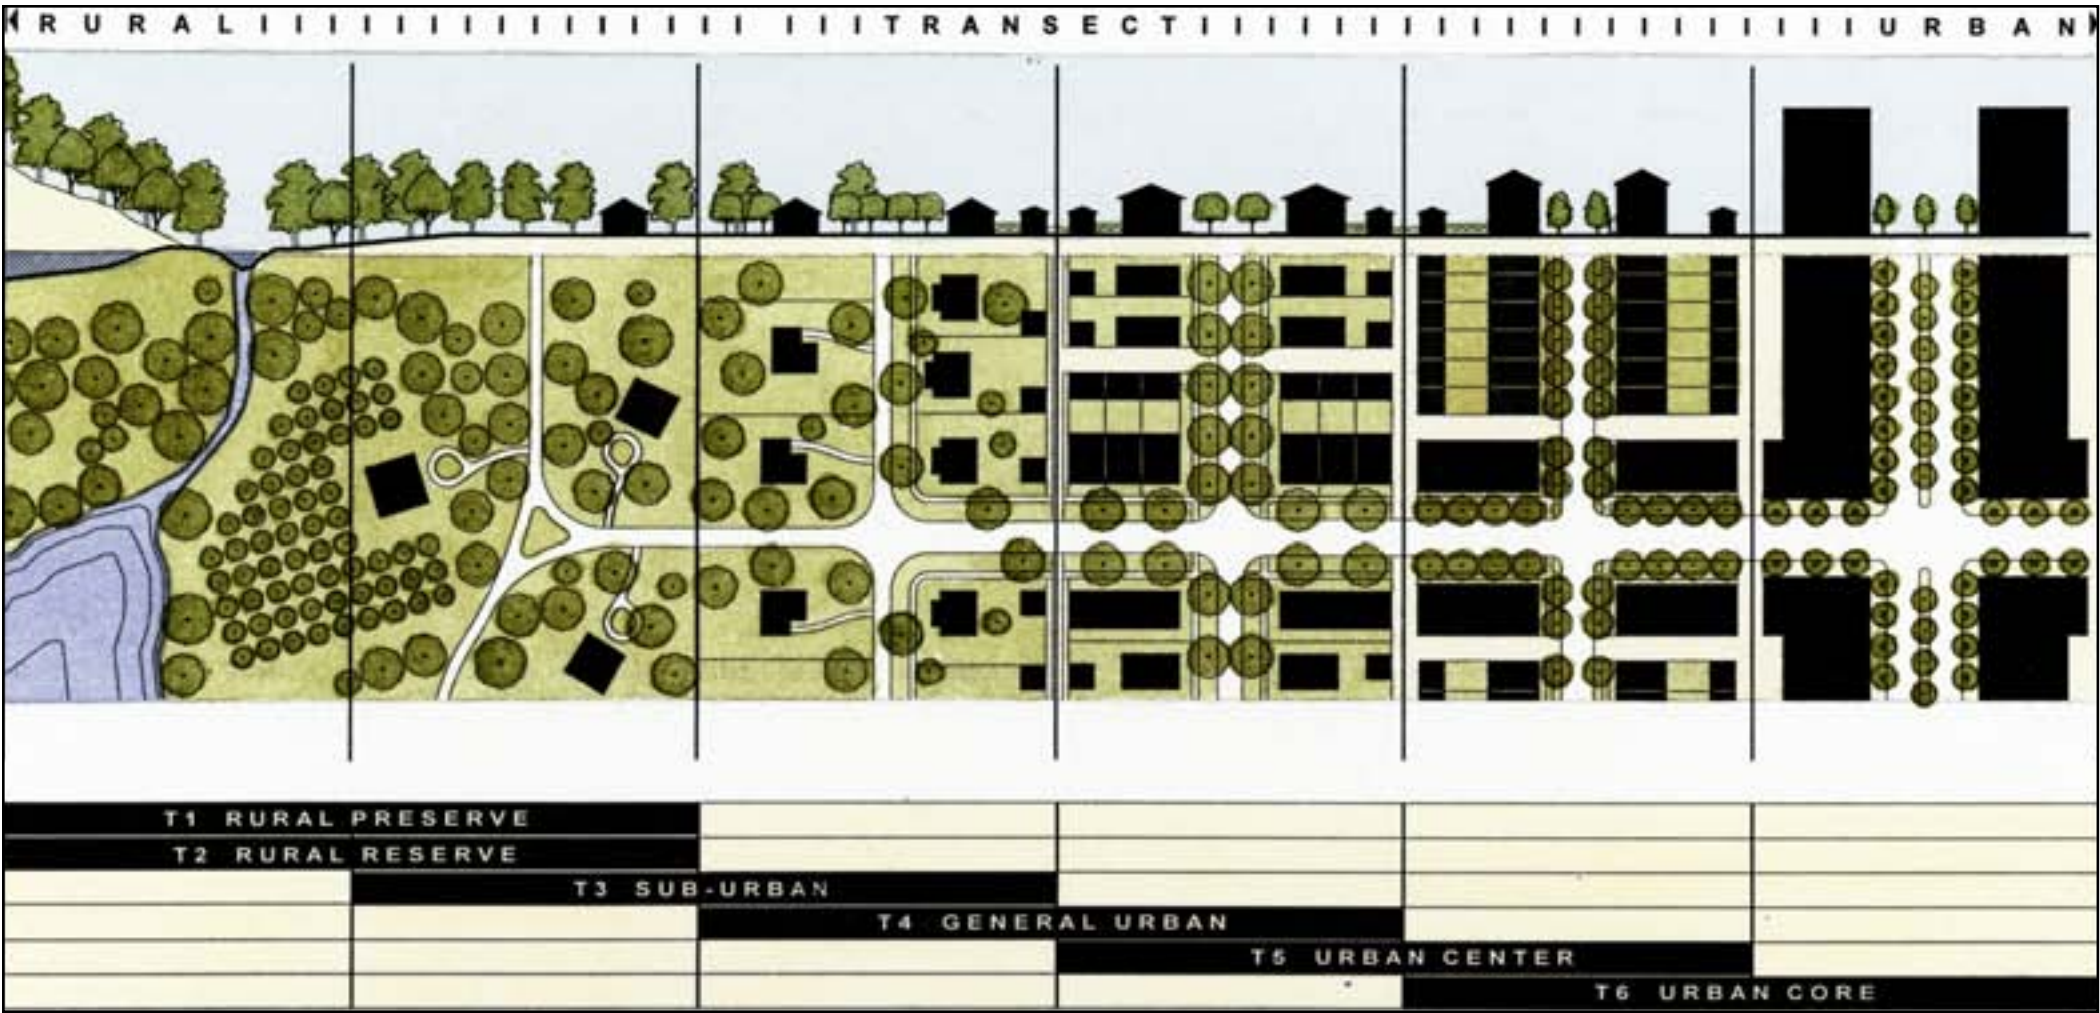 RURAL I I I I I I I I I I I I I I I I I TRANSECT I I I I I I I I I I I I I I I I I I I URBAN
T1 RURAL PRESERVE
T2 RURAL RESERVE
T3 SUB-URBAN
T4 GENERAL URBAN
T5 URBAN CENTER
T6 URBAN CORE